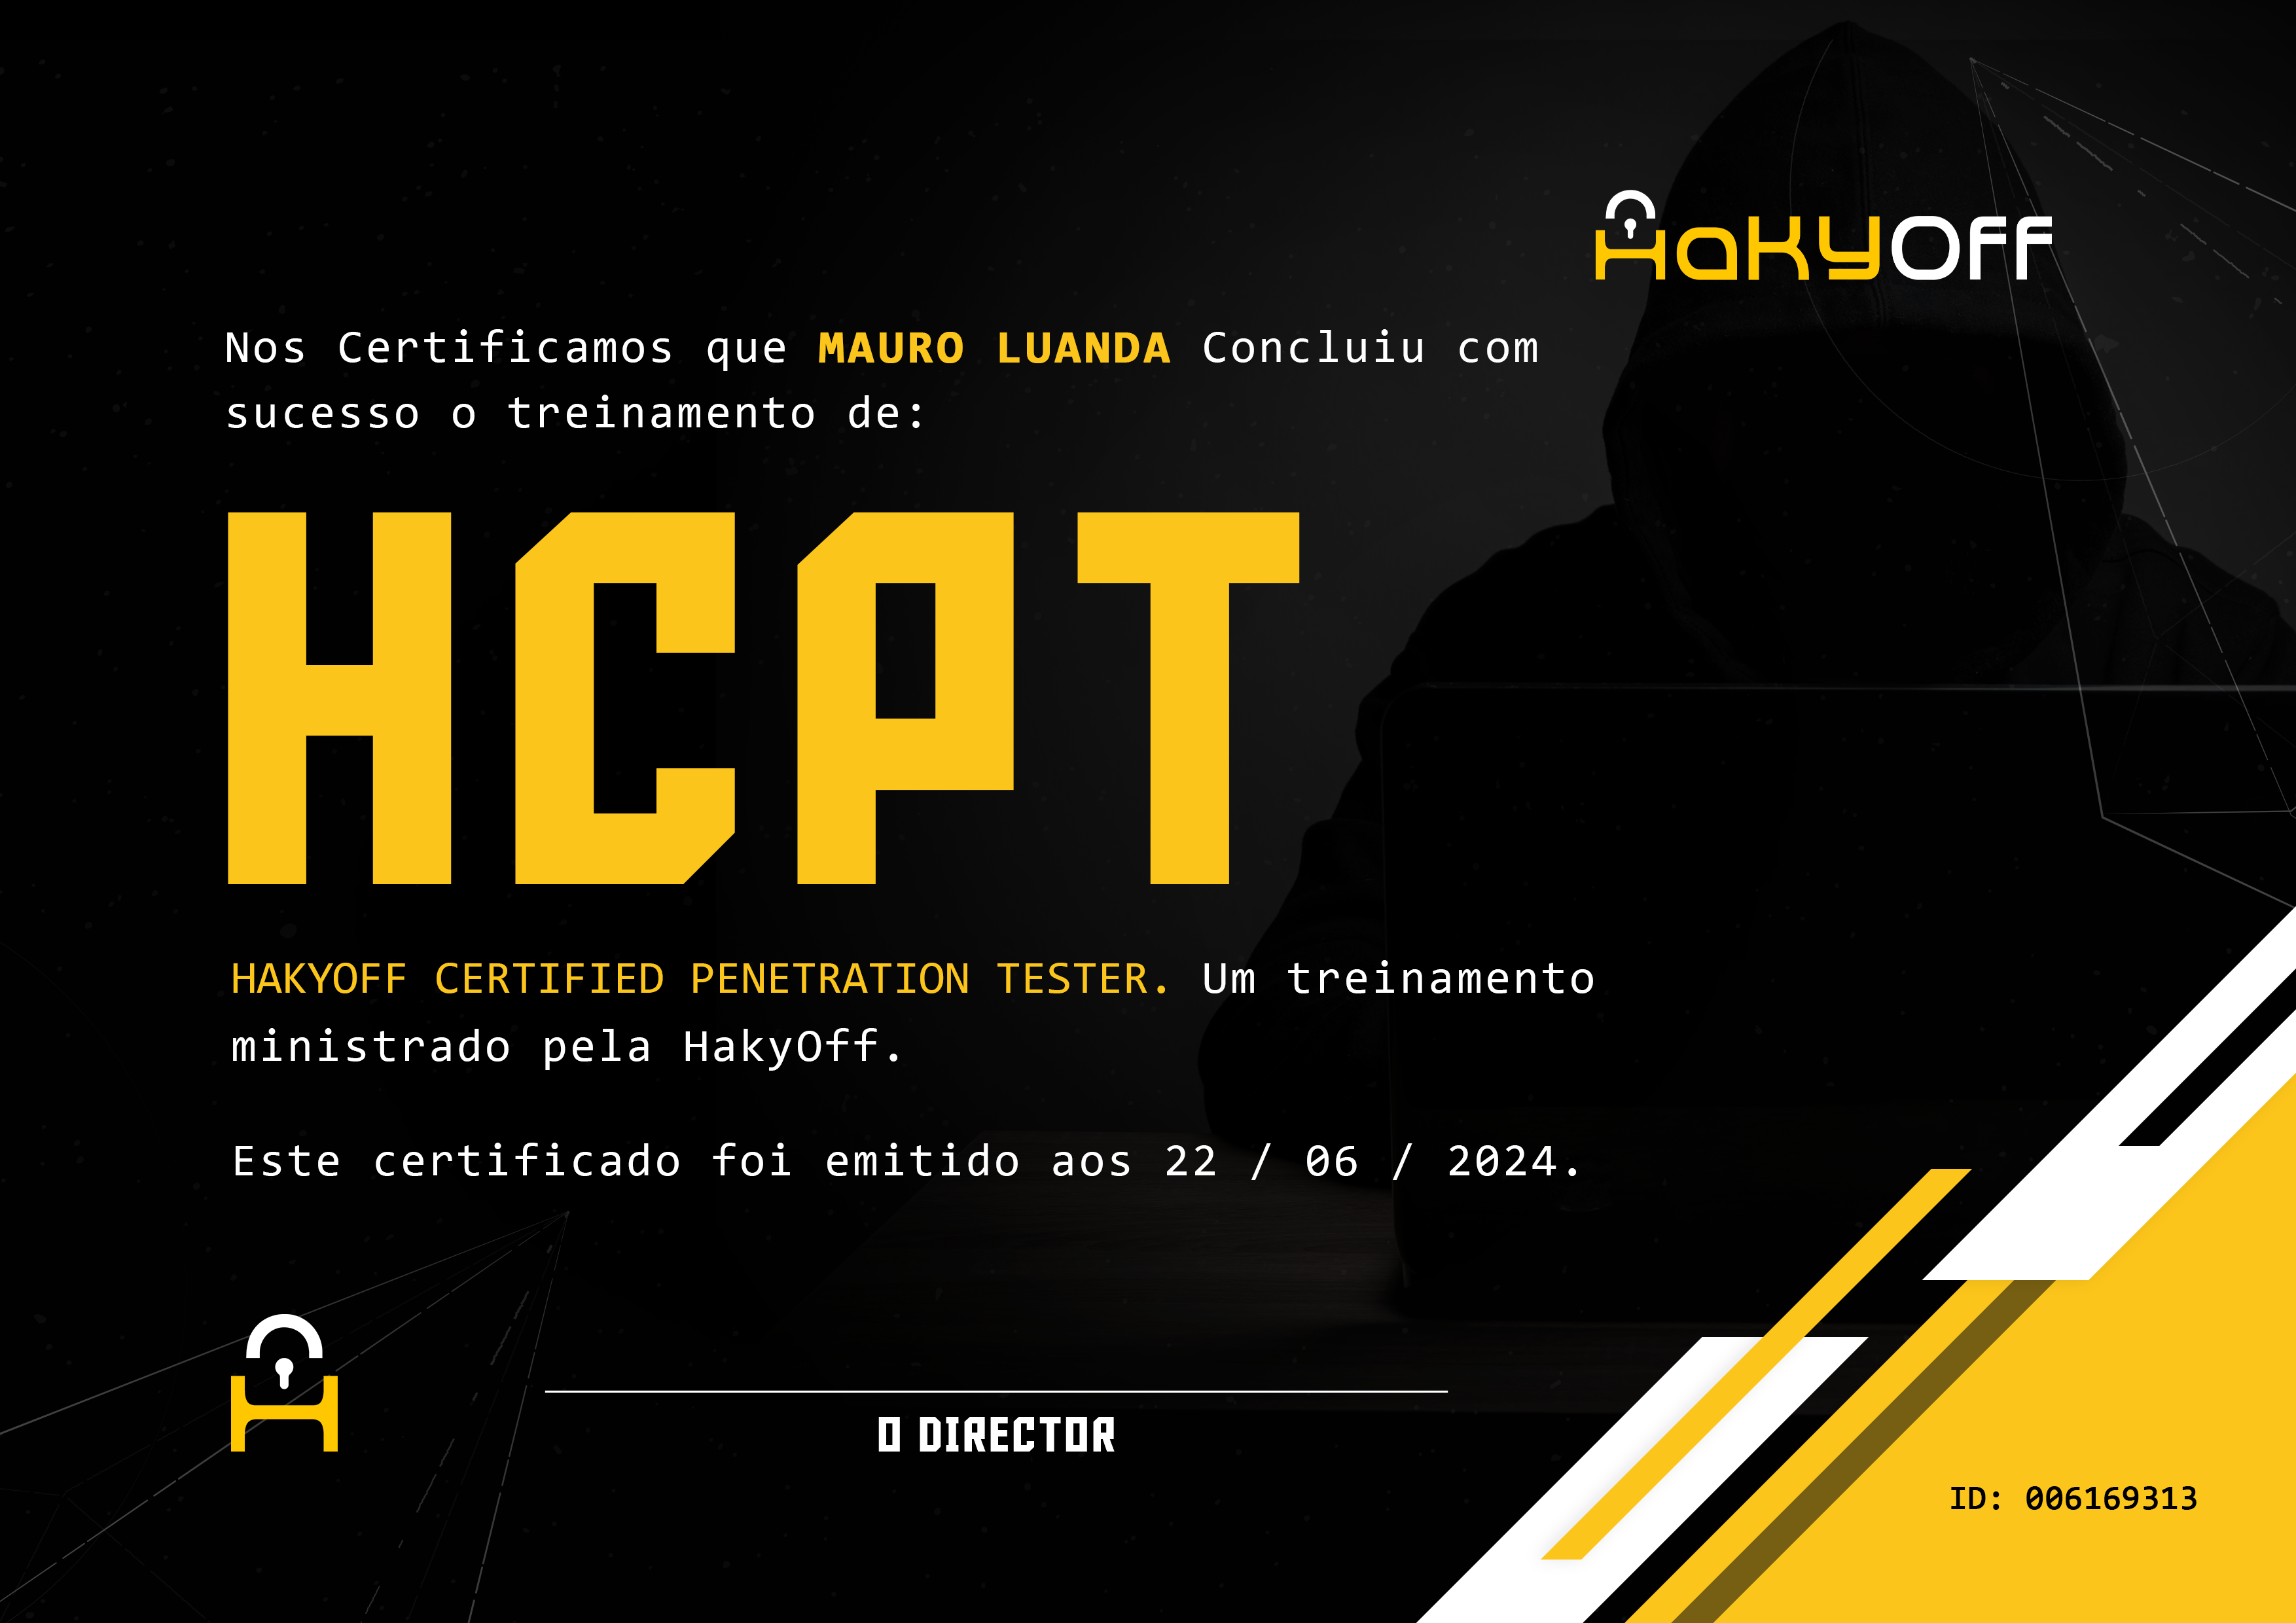 HakyOff
Nos Certificamos que MAURO LUANDA Concluiu com
sucesso o treinamento de:
HCPT
HAKYOFF CERTIFIED PENETRATION TESTER. Um treinamento
ministrado pela HakyOff.
Este certificado foi emitido aos 22 / 06 / 2024.
O DIRECTOR
ID: 006169313